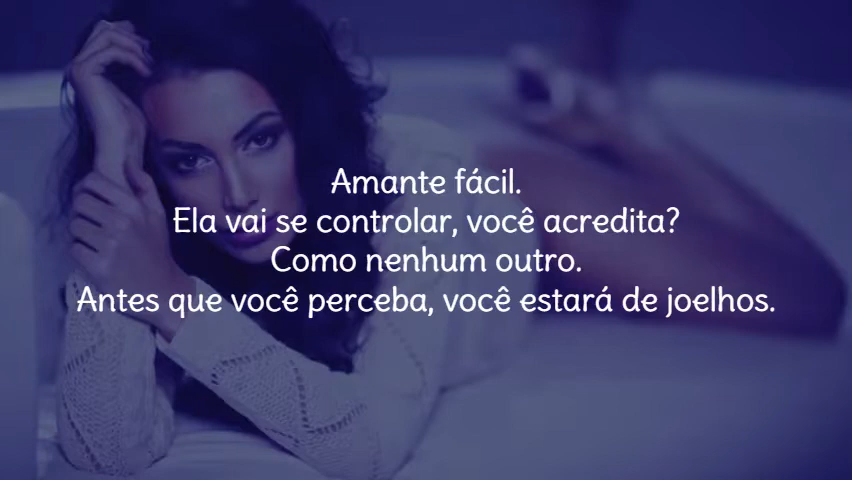 Amante fácil.
Ela vai se controlar, você acredita?
Como nenhum outro.
Antes que você perceba, você estará de joelhos.